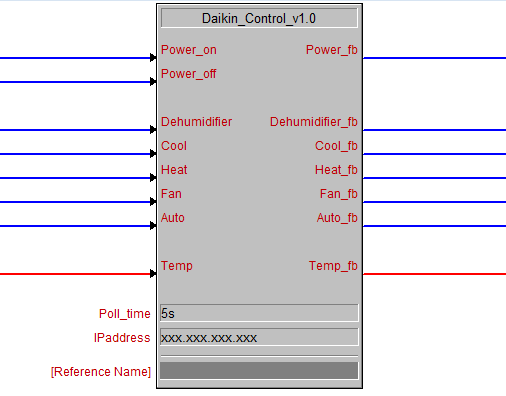 Daikin_Control_v1.0
Power_on Power_fb
Power_off
Dehumidifier Dehumidifier_fb
Cool Cool_fb
Heat Heat_fb
Fan Fan_fb
Auto Auto_fb
Temp Temp_fb
Poll_time 5s
IPaddress xxx.xxx.xxx.xxx
[Reference Name]